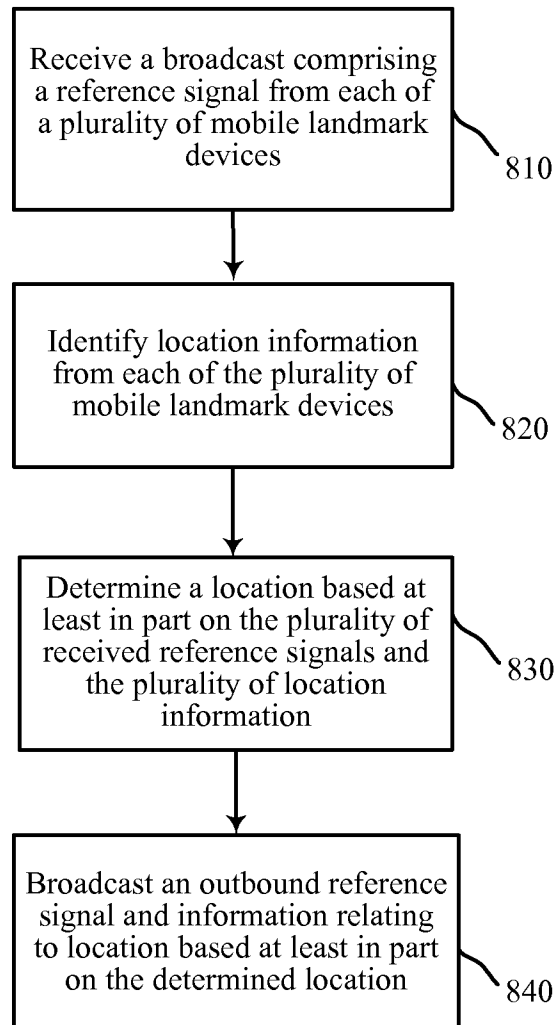 Receive a broadcast comprising
a reference signal from each of
a plurality of mobile landmark
devices
810
Identify location information
from each of the plurality of
mobile landmark devices
820
Determine a location based at
least in part on the plurality of
received reference signals and
the plurality of location
information
830
Broadcast an outbound reference
signal and information relating
to location based at least in part
on the determined location
840